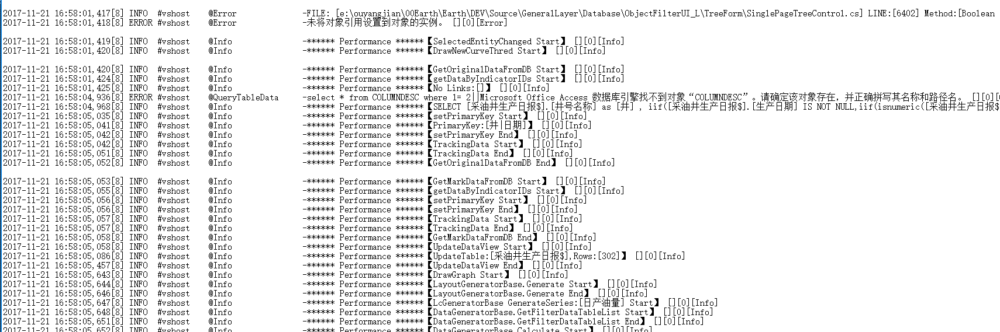 2017-11-21 16:58:01,417[8] INFO #vshost @Error -FILE: [e:\ouyangjian\00Earth\Earth\DEV\Source\GeneralLayer\Database\ObjectFilterUI_L\TreeForm\SinglePageTreeControl.cs] LINE:[6402] Method:[Boolean
2017-11-21 16:58:01,418[8] ERROR #vshost @Error -未将对象引用设置到对象的实例。 [][0][Error]
2017-11-21 16:58:01,419[8] INFO #vshost @Info -****** Performance ******【SelectedEntityChanged Start】 [][0][Info]
2017-11-21 16:58:01,420[8] INFO #vshost @Info -****** Performance ******【DrawNewCurveThred Start】 [][0][Info]
2017-11-21 16:58:01,420[8] INFO #vshost @Info -****** Performance ******【GetOriginalDataFromDB Start】 [][0][Info]
2017-11-21 16:58:01,424[8] INFO #vshost @Info -****** Performance ******【getDataByIndicatorIDs Start】 [][0][Info]
2017-11-21 16:58:01,425[8] INFO #vshost @Info -****** Performance ******【No Links:[]】 [][0][Info]
2017-11-21 16:58:04,936[8] ERROR #vshost @QueryTableData -select * from COLUMNDESC where 1= 2||Microsoft Office Access 数据库引擎找不到对象“COLUMNDESC”。请确定该对象存在，并正确拼写其名称和路径名。 [][0]
2017-11-21 16:58:04,968[8] INFO #vshost @Info -****** Performance ******【SELECT [采油井生产日报$].[井号名称] as [井] , iif([采油井生产日报$].[生产日期] IS NOT NULL,iif(isnumeric([采油井生产日报$
2017-11-21 16:58:05,035[8] INFO #vshost @Info -****** Performance ******【setPrimaryKey Start】 [][0][Info]
2017-11-21 16:58:05,041[8] INFO #vshost @Info -****** Performance ******【PrimaryKey:[井|日期]】 [][0][Info]
2017-11-21 16:58:05,042[8] INFO #vshost @Info -****** Performance ******【setPrimaryKey End】 [][0][Info]
2017-11-21 16:58:05,042[8] INFO #vshost @Info -****** Performance ******【TrackingData Start】 [][0][Info]
2017-11-21 16:58:05,051[8] INFO #vshost @Info -****** Performance ******【TrackingData End】 [][0][Info]
2017-11-21 16:58:05,052[8] INFO #vshost @Info -****** Performance ******【GetOriginalDataFromDB End】 [][0][Info]
2017-11-21 16:58:05,053[8] INFO #vshost @Info -****** Performance ******【GetMarkDataFromDB Start】 [][0][Info]
2017-11-21 16:58:05,055[8] INFO #vshost @Info -****** Performance ******【getDataByIndicatorIDs Start】 [][0][Info]
2017-11-21 16:58:05,056[8] INFO #vshost @Info -****** Performance ******【setPrimaryKey Start】 [][0][Info]
2017-11-21 16:58:05,056[8] INFO #vshost @Info -****** Performance ******【setPrimaryKey End】 [][0][Info]
2017-11-21 16:58:05,057[8] INFO #vshost @Info -****** Performance ******【TrackingData Start】 [][0][Info]
2017-11-21 16:58:05,057[8] INFO #vshost @Info -****** Performance ******【TrackingData End】 [][0][Info]
2017-11-21 16:58:05,058[8] INFO #vshost @Info -****** Performance ******【GetMarkDataFromDB End】 [][0][Info]
2017-11-21 16:58:05,058[8] INFO #vshost @Info -****** Performance ******【UpdateDataView Start】 [][0][Info]
2017-11-21 16:58:05,086[8] INFO #vshost @Info -****** Performance ******【UpdateTable:[采油井生产日报$],Rows:[302]】 [][0][Info]
2017-11-21 16:58:05,457[8] INFO #vshost @Info -****** Performance ******【UpdateDataView End】 [][0][Info]
2017-11-21 16:58:05,643[8] INFO #vshost @Info -****** Performance ******【DrawGraph Start】 [][0][Info]
2017-11-21 16:58:05,644[8] INFO #vshost @Info -****** Performance ******【LayoutGeneratorBase.Generate Start】 [][0][Info]
2017-11-21 16:58:05,646[8] INFO #vshost @Info -****** Performance ******【LayoutGeneratorBase.Generate End】 [][0][Info]
2017-11-21 16:58:05,647[8] INFO #vshost @Info -****** Performance ******【LcGeneratorBase GenerateSeries:[日产油量] Start】 [][0][Info]
2017-11-21 16:58:05,648[8] INFO #vshost @Info -****** Performance ******【DataGeneratorBase.GetFilterDataTableList Start】 [][0][Info]
2017-11-21 16:58:05,651[8] INFO #vshost @Info -****** Performance ******【DataGeneratorBase.GetFilterDataTableList End】 [][0][Info]
2017-11-21 16:58:05,652[8] INFO #vshost @Info -****** Performance ******【DataGeneratorBase.Calculate Start】 [][0][Info]